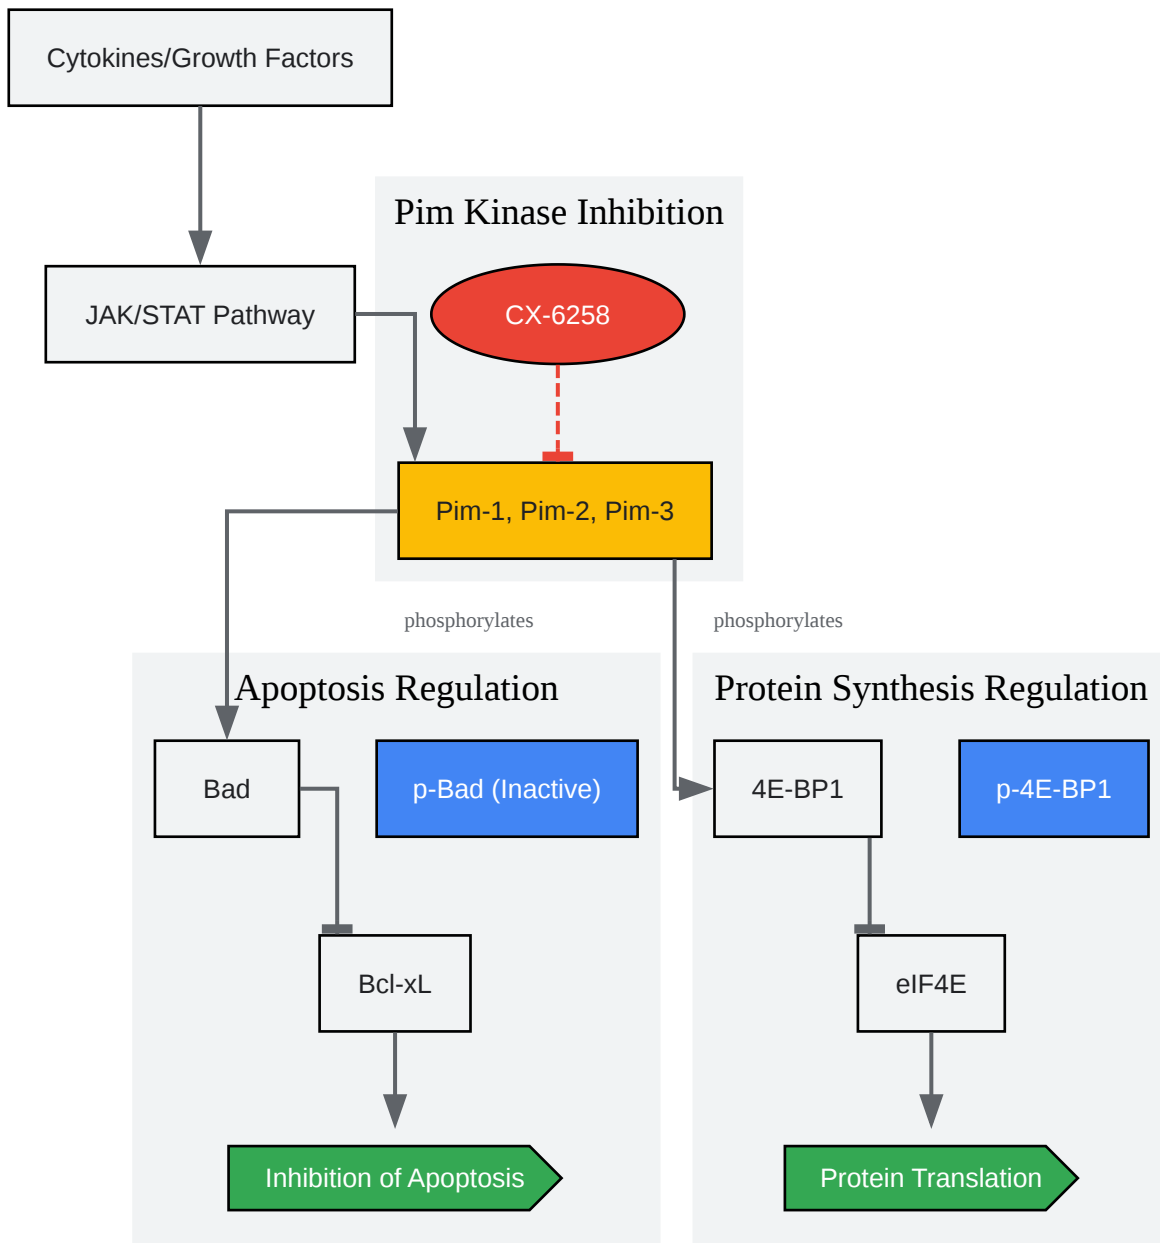 Cytokines/Growth Factors
Pim Kinase Inhibition
JAK/STAT Pathway
CX-6258
Pim-1, Pim-2, Pim-3
phosphorylates
phosphorylates
Apoptosis Regulation
Bad
p-Bad (Inactive)
Bcl-xL
Inhibition of Apoptosis
Protein Synthesis Regulation
4E-BP1
p-4E-BP1
eIF4E
Protein Translation